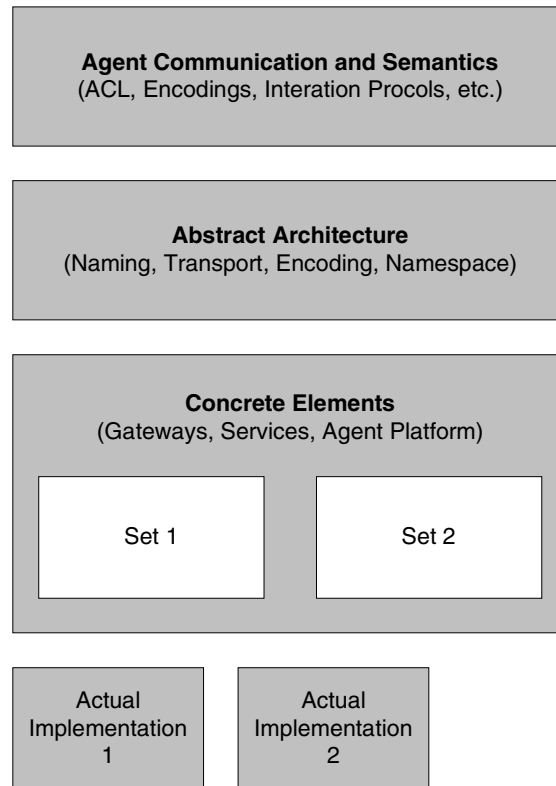 Agent Communication and Semantics
(ACL, Encodings, Interation Procols, etc.)
Abstract Architecture
(Naming, Transport, Encoding, Namespace)
Concrete Elements
(Gateways, Services, Agent Platform)
Set 1
Set 2
Actual
Implementation
1
Actual
Implementation
2